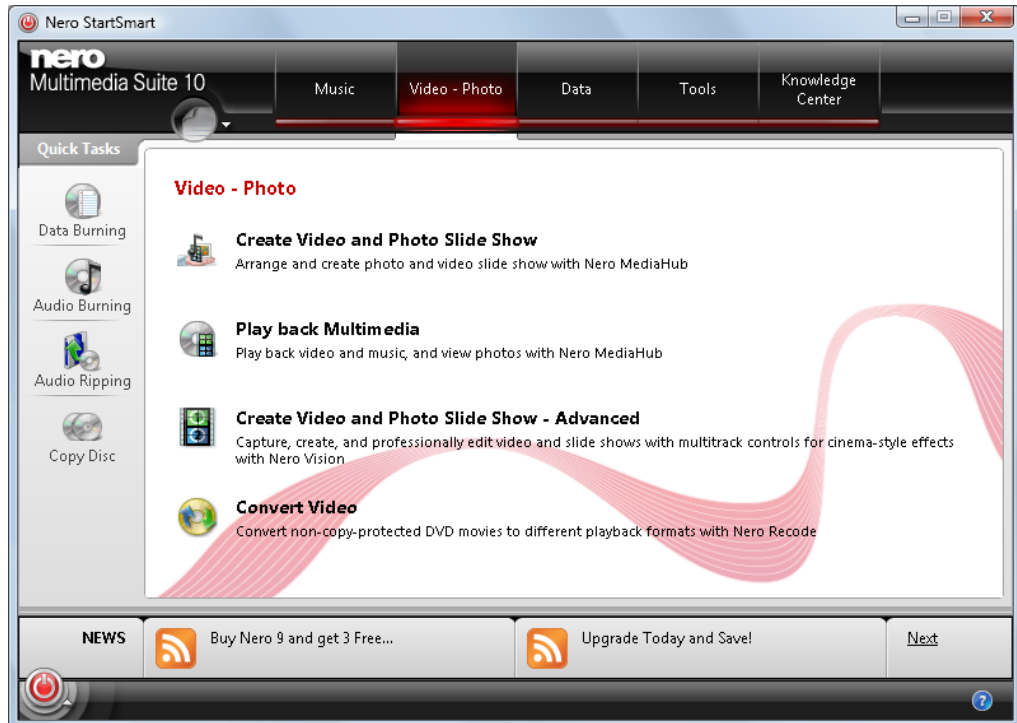 Nero StartSmart
nero
Multimedia Suite 10
Music
Video - Photo
Data
Tools
Knowledge
Center
Quick Tasks
Data Burning
Audio Burning
Audio Ripping
Copy Disc
Video - Photo
Create Video and Photo Slide Show
Arrange and create photo and video slide show with Nero MediaHub
Play back Multimedia
Play back video and music, and view photos with Nero MediaHub
Create Video and Photo Slide Show - Advanced
Capture, create, and professionally edit video and slide shows with multitrack controls for cinema-style effects
with Nero Vision
Convert Video
Convert non-copy-protected DVD movies to different playback formats with Nero Recode
NEWS
Buy Nero 9 and get 3 Free...
Upgrade Today and Save!
Next
?